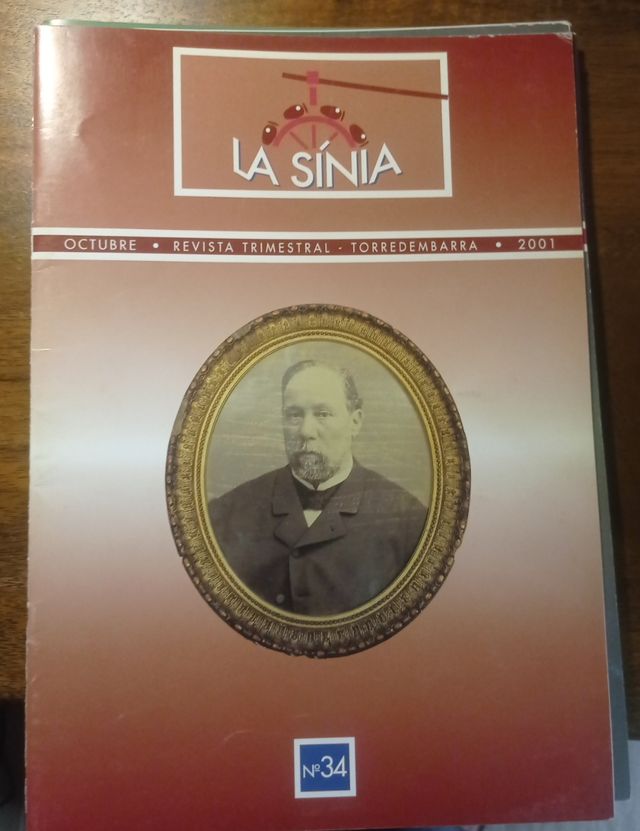 LA SÍNIA
OCTUBRE • REVISTA TRIMESTRAL - TORREDEMBARRA • 2001
Nº34